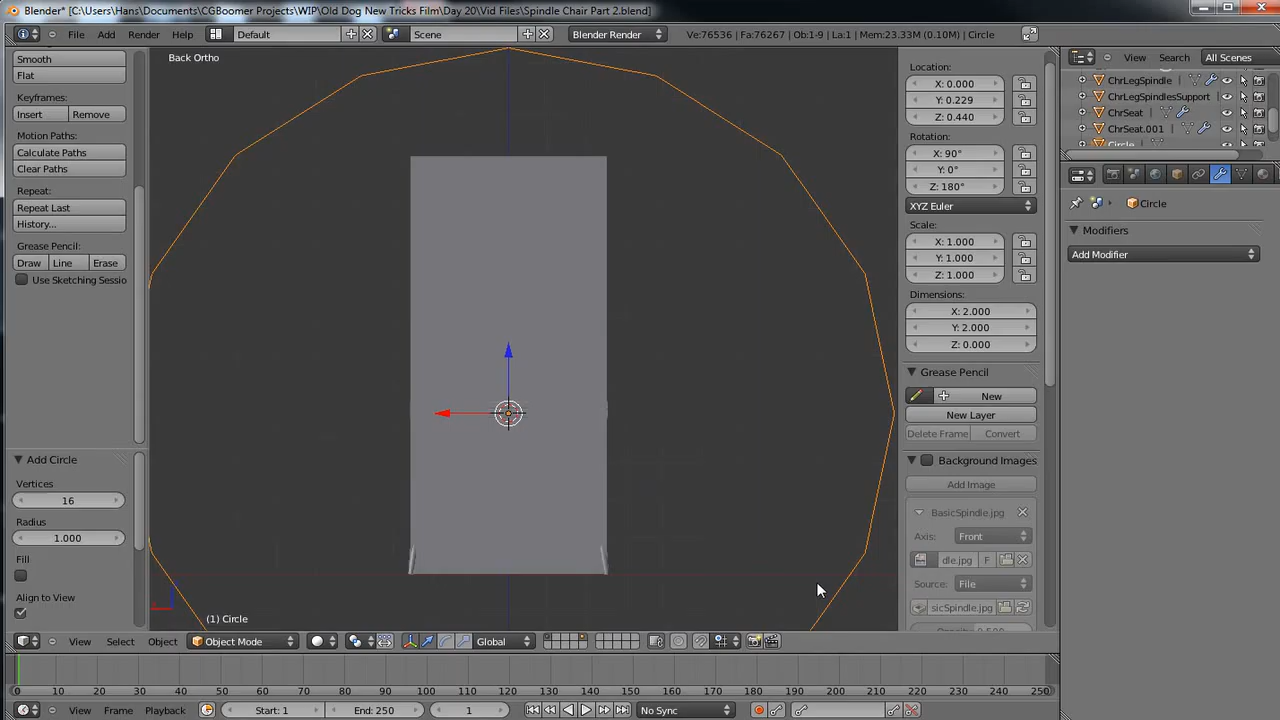 Blender* [C:\Users\Hans\Documents\CGBoomer Projects\WIP\Old Dog New Tricks Film\Day 20\Vid Files\Spindle Chair Part 2.blend]
File Add Render Help Default Scene Blender Render Ve:76536 | Fa:76267 | Ob:1-9 | La:1 | Mem:23.33M (0.10M) | Circle View Search All Scenes
Smooth
Flat
Keyframes:
Insert Remove
Motion Paths:
Calculate Paths
Clear Paths
Repeat:
Repeat Last
History...
Grease Pencil:
Draw Line Erase
Use Sketching Sessio
Add Circle
Vertices
16
Radius
1.000
Fill
Align to View
Back Ortho
(1) Circle
Location:
X: 0.000
Y: 0.229
Z: 0.440
Rotation:
X: 90°
Y: 0°
Z: 180°
XYZ Euler
Scale:
X: 1.000
Y: 1.000
Z: 1.000
Dimensions:
X: 2.000
Y: 2.000
Z: 0.000
Grease Pencil
New
New Layer
Delete Frame Convert
Background Images
Add Image
BasicSpindle.jpg
Axis: Front
dle.jpg F
Source: File
sicSpindle.jpg
ChrLegSpindle
ChrLegSpindlesSupport
ChrSeat
ChrSeat.001
Circle
Circle
Modifiers
Add Modifier
View Select Object Object Mode Global
0 10 20 30 40 50 60 70 80 90 100 110 120 130 140 150 160 170 180 190 200 210 220 230 240 250
View Frame Playback Start: 1 End: 250 1 No Sync